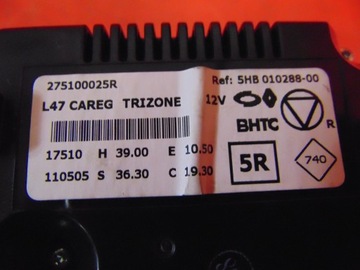 275100025R Ref: 5HB 010288-00
L47 CAREG TRIZONE 12V
BHTC R
17510 H 39.00 E 10.50
110505 S 36.30 C 19.30
5R 740